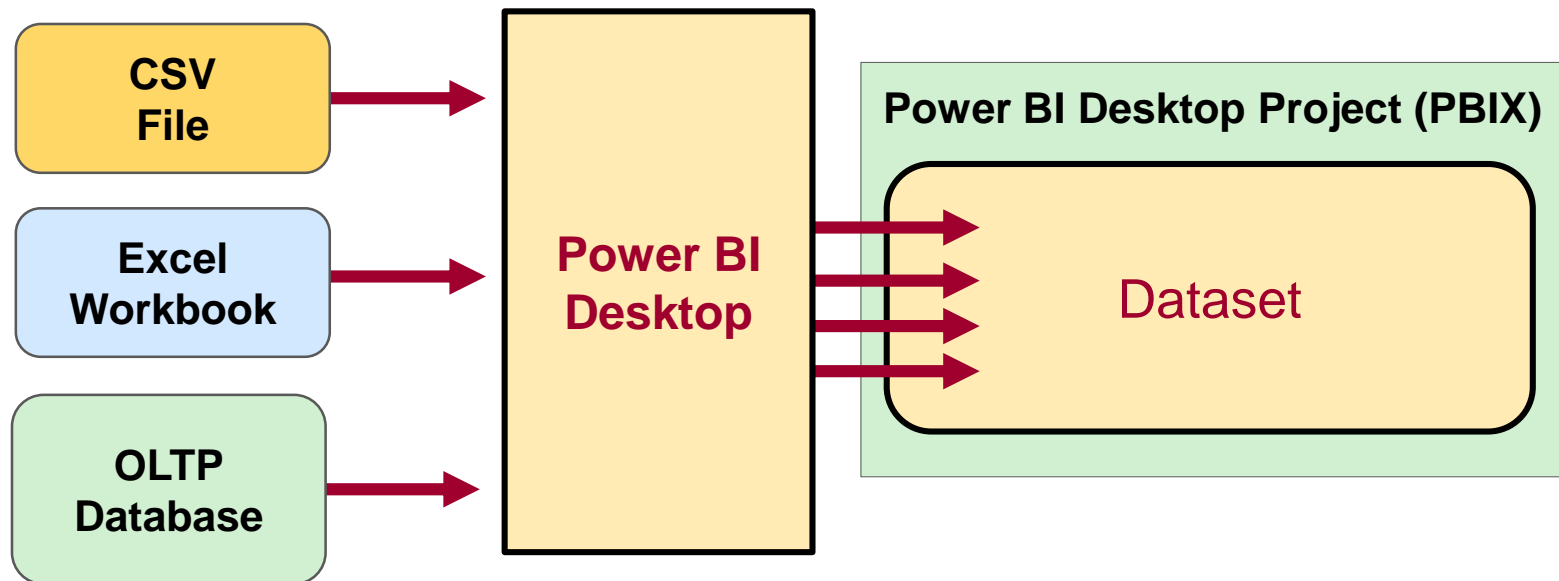 CSV
File
Excel
Workbook
OLTP
Database
Power BI
Desktop
Power BI Desktop Project (PBIX)
Dataset